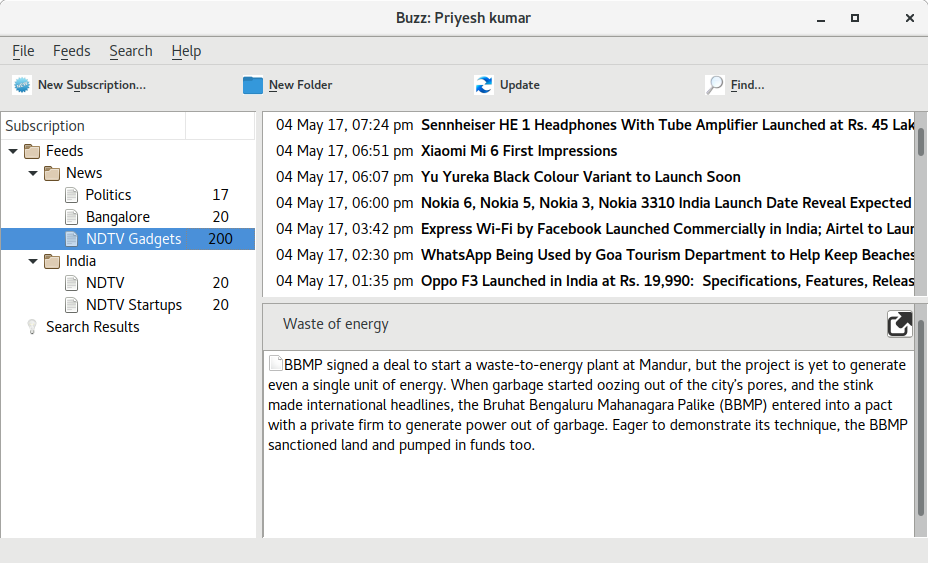 Buzz: Priyesh kumar
File Feeds Search Help
New Subscription... New Folder Update Find...
Subscription
Feeds
News
Politics 17
Bangalore 20
NDTV Gadgets 200
India
NDTV 20
NDTV Startups 20
Search Results
04 May 17, 07:24 pm Sennheiser HE 1 Headphones With Tube Amplifier Launched at Rs. 45 Lak
04 May 17, 06:51 pm Xiaomi Mi 6 First Impressions
04 May 17, 06:07 pm Yu Yureka Black Colour Variant to Launch Soon
04 May 17, 06:00 pm Nokia 6, Nokia 5, Nokia 3, Nokia 3310 India Launch Date Reveal Expected
04 May 17, 03:42 pm Express Wi-Fi by Facebook Launched Commercially in India; Airtel to Laun
04 May 17, 02:30 pm WhatsApp Being Used by Goa Tourism Department to Help Keep Beaches
04 May 17, 01:35 pm Oppo F3 Launched in India at Rs. 19,990: Specifications, Features, Releas
Waste of energy
BBMP signed a deal to start a waste-to-energy plant at Mandur, but the project is yet to generate
even a single unit of energy. When garbage started oozing out of the city's pores, and the stink
made international headlines, the Bruhat Bengaluru Mahanagara Palike (BBMP) entered into a pact
with a private firm to generate power out of garbage. Eager to demonstrate its technique, the BBMP
sanctioned land and pumped in funds too.